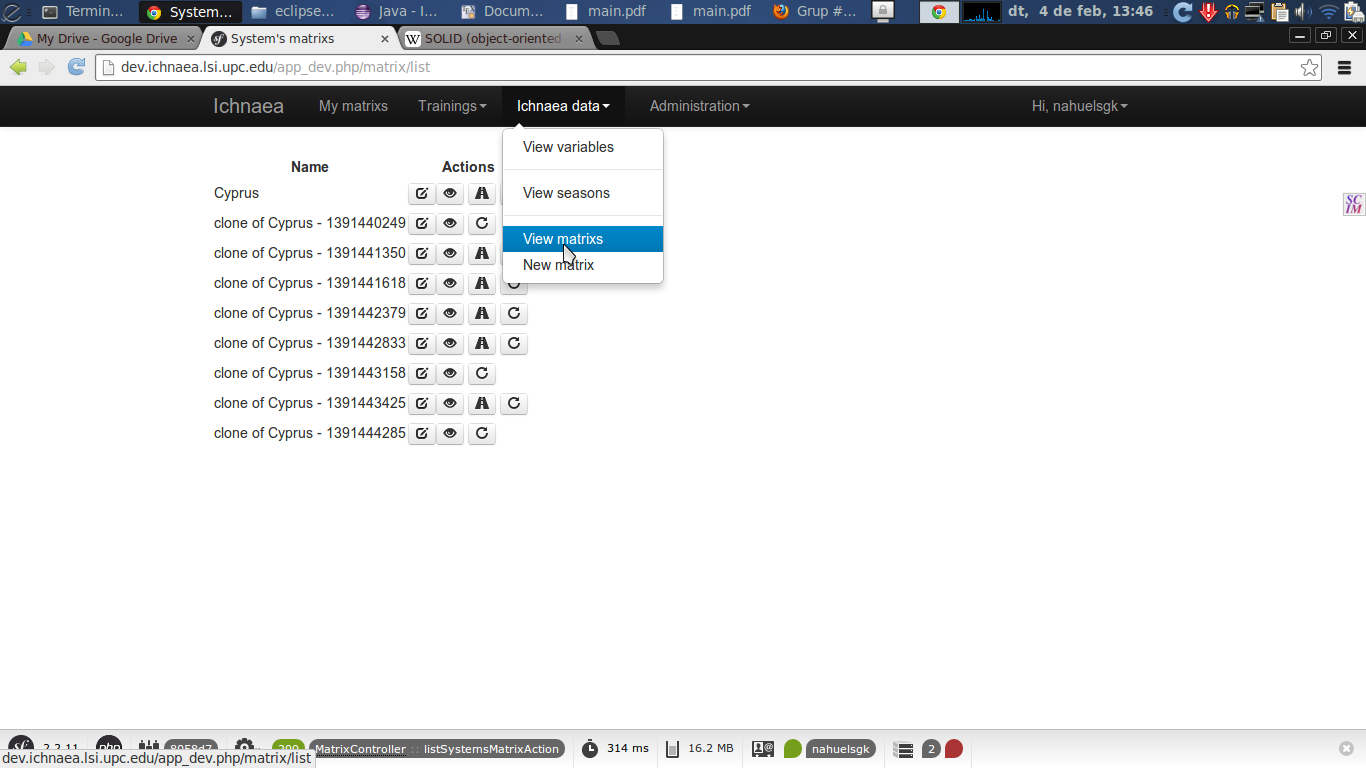 Termin... System... eclipse... Java - I... Docum... main.pdf main.pdf Grup #... dt, 4 de feb, 13:46
My Drive - Google Drive System's matrixs SOLID (object-oriented
dev.ichnaea.lsi.upc.edu/app_dev.php/matrix/list
Ichnaea My matrixs Trainings Ichnaea data Administration Hi, nahuelsgk
View variables
View seasons
View matrixs
New matrix
Name Actions
Cyprus
clone of Cyprus - 1391440249
clone of Cyprus - 1391441350
clone of Cyprus - 1391441618
clone of Cyprus - 1391442379
clone of Cyprus - 1391442833
clone of Cyprus - 1391443158
clone of Cyprus - 1391443425
clone of Cyprus - 1391444285
SC
IM
sf 2.2.11 php 8058d7 200 MatrixController :: listSystemsMatrixAction 314 ms 16.2 MB nahuelsgk 2
dev.ichnaea.lsi.upc.edu/app_dev.php/matrix/list